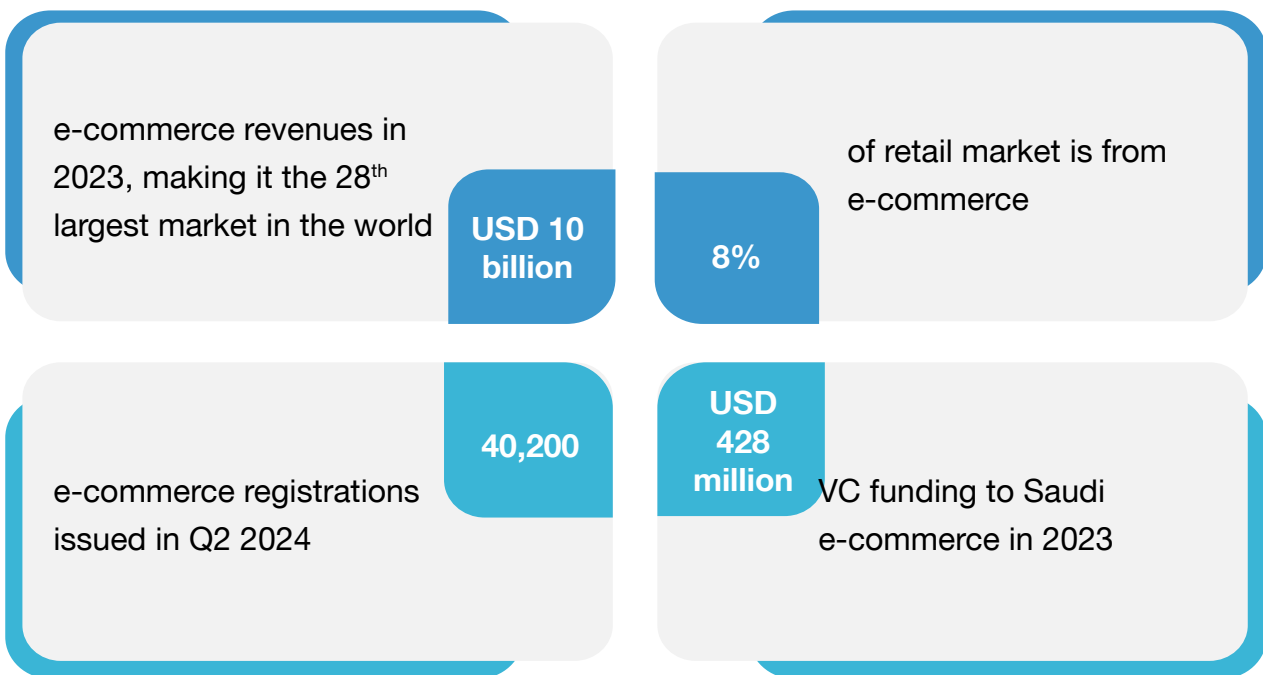 e-commerce revenues in
2023, making it the 28th
largest market in the world
USD 10
billion
8%
of retail market is from
e-commerce
40,200
e-commerce registrations
issued in Q2 2024
USD
428
million
VC funding to Saudi
e-commerce in 2023